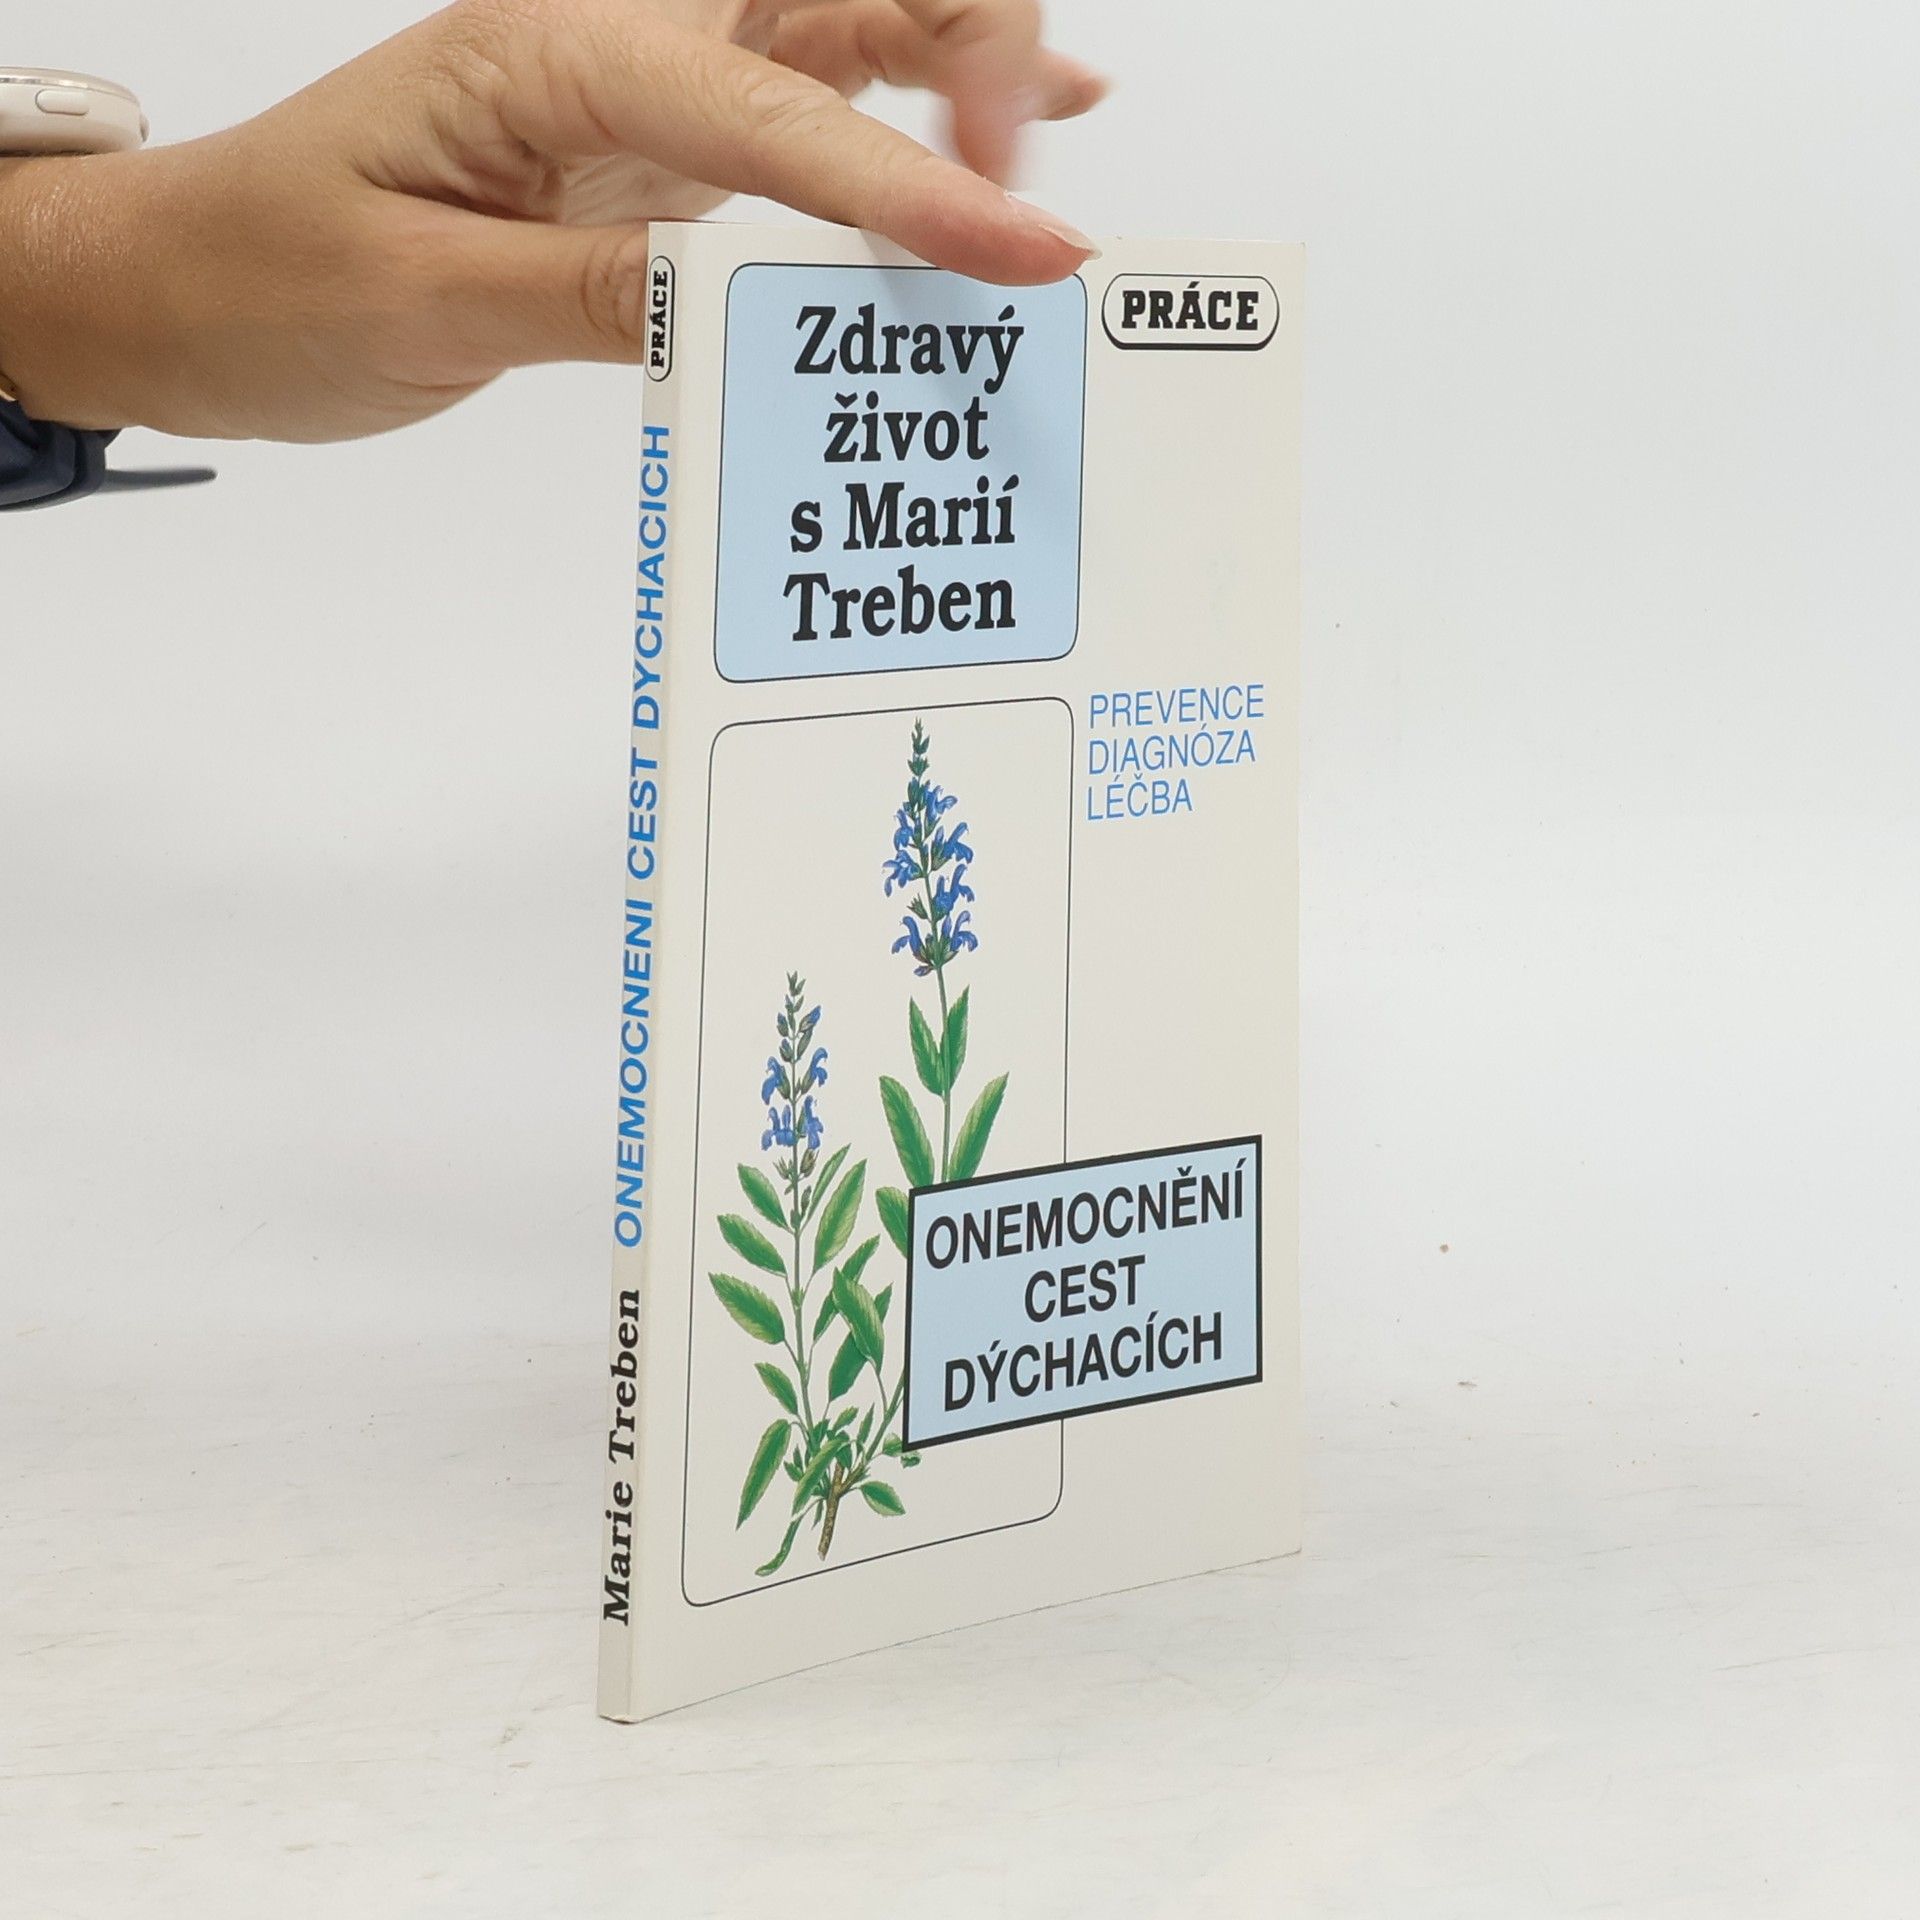 PRÁCE
ONEMOCNĚNÍ CEST DÝCHACÍCH
Marie Treben
Zdravý
život
s Marií
Treben
PRÁCE
PREVENCE
DIAGNÓZA
LÉČBA
ONEMOCNĚNÍ
CEST
DÝCHACÍCH